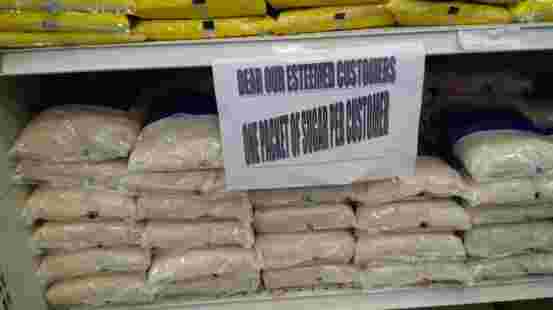 DEAR OUR ESTEEMED CUSTOMERS
ONE PACKET OF SUGAR PER CUSTOMER